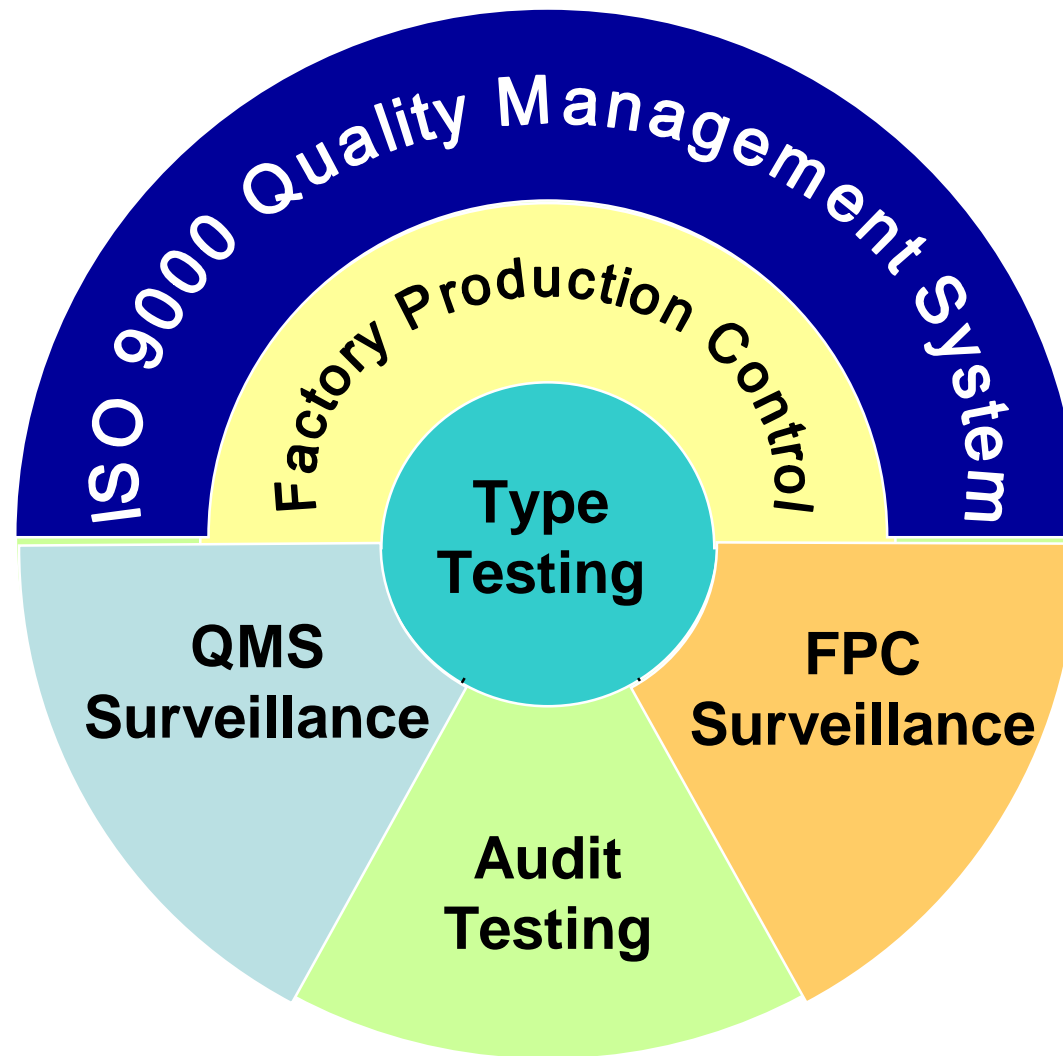 ISO 9000 Quality Management System
Factory Production Control
Type
Testing
QMS
Surveillance
FPC
Surveillance
Audit
Testing